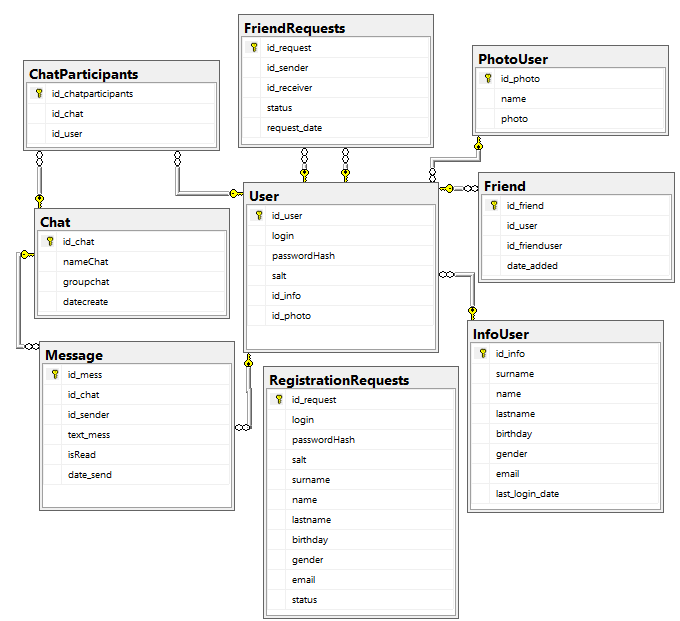 FriendRequests
id_request
id_sender
id_receiver
status
request_date
PhotoUser
id_photo
name
photo
ChatParticipants
id_chatparticipants
id_chat
id_user
User
id_user
login
passwordHash
salt
id_info
id_photo
Friend
id_friend
id_user
id_frienduser
date_added
Chat
id_chat
nameChat
groupchat
datecreate
InfoUser
id_info
surname
name
lastname
birthday
gender
email
last_login_date
Message
id_mess
id_chat
id_sender
text_mess
isRead
date_send
RegistrationRequests
id_request
login
passwordHash
salt
surname
name
lastname
birthday
gender
email
status